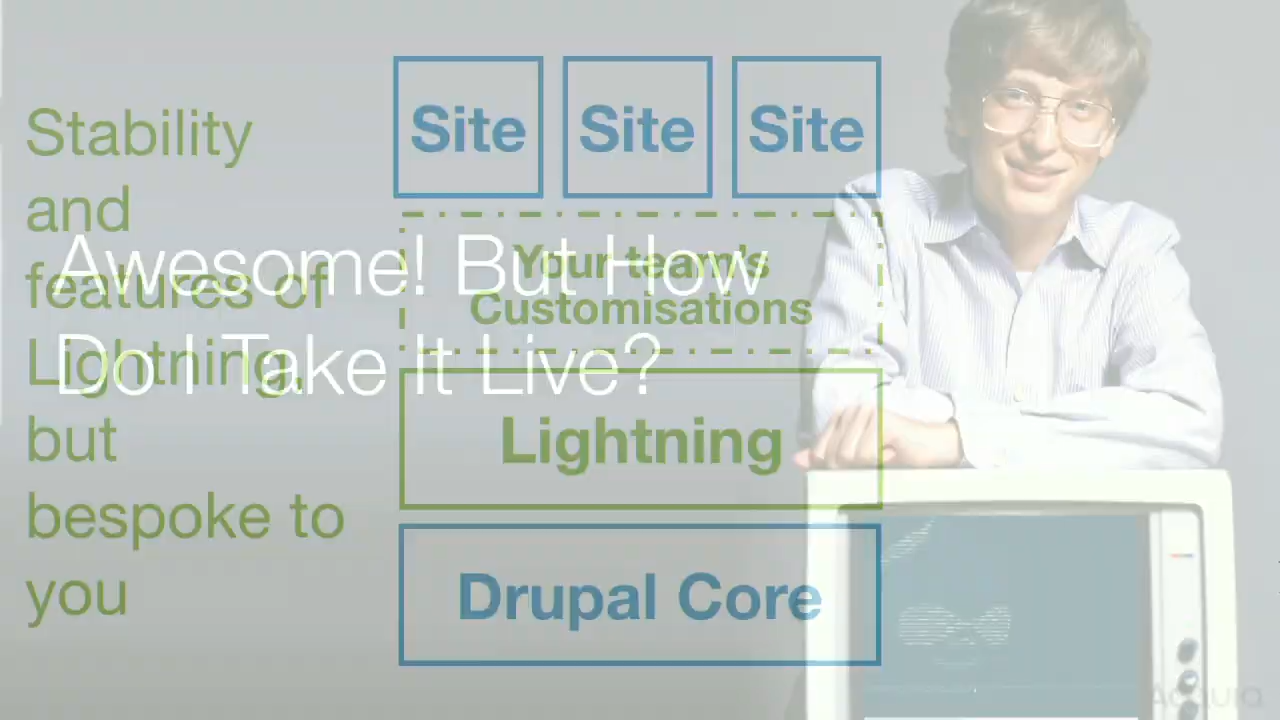 Stability
and
features of
Lightning,
but
bespoke to
you
Site Site Site
Your team's
Customisations
Lightning
Drupal Core
Awesome! But How
Do I Take It Live?
Acquia